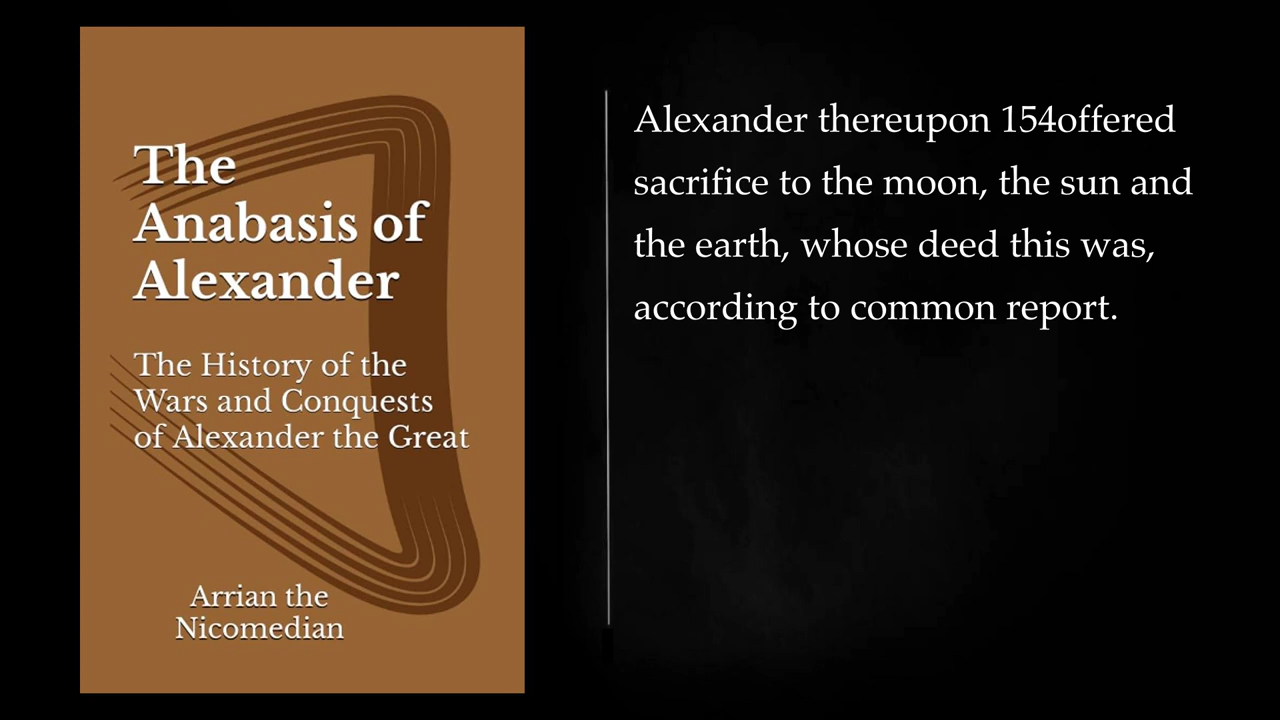 The
Anabasis of
Alexander
The History of the
Wars and Conquests
of Alexander the Great
Arrian the
Nicomedian
Alexander thereupon 154offered
sacrifice to the moon, the sun and
the earth, whose deed this was,
according to common report.